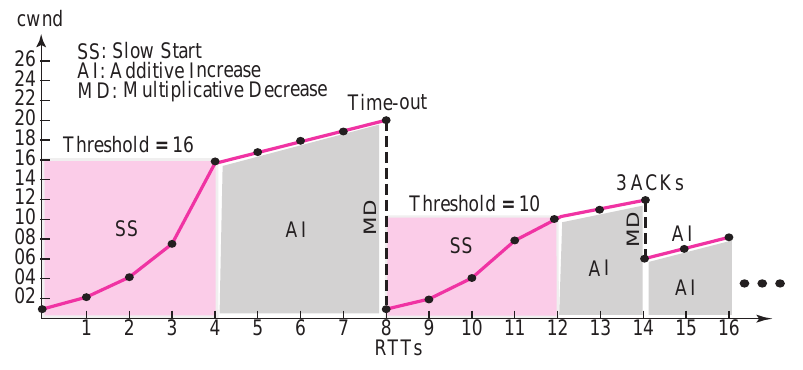 cwnd
SS: Slow Start
AI: Additive Increase
MD: Multiplicative Decrease
26
24
22
20
18
16
14
12
10
08
06
04
02
Time-out
Threshold = 16
3 ACKs
Threshold = 10
SS
AI
MD
SS
AI
MD
AI
AI
1 2 3 4 5 6 7 8 9 10 11 12 13 14 15 16
RTTs